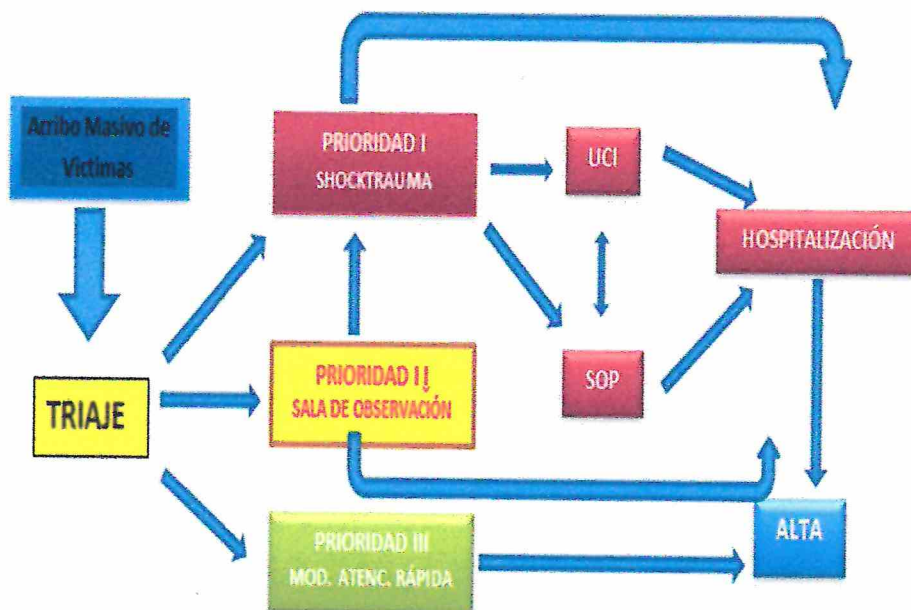 Arribo Masivo de
Victimas
PRIORIDAD I
SHOCKTRAUMA
UCI
HOSPITALIZACIÓN
PRIORIDAD II
SALA DE OBSERVACIÓN
SOP
TRIAJE
PRIORIDAD III
MOD. ATENC. RÁPIDA
ALTA